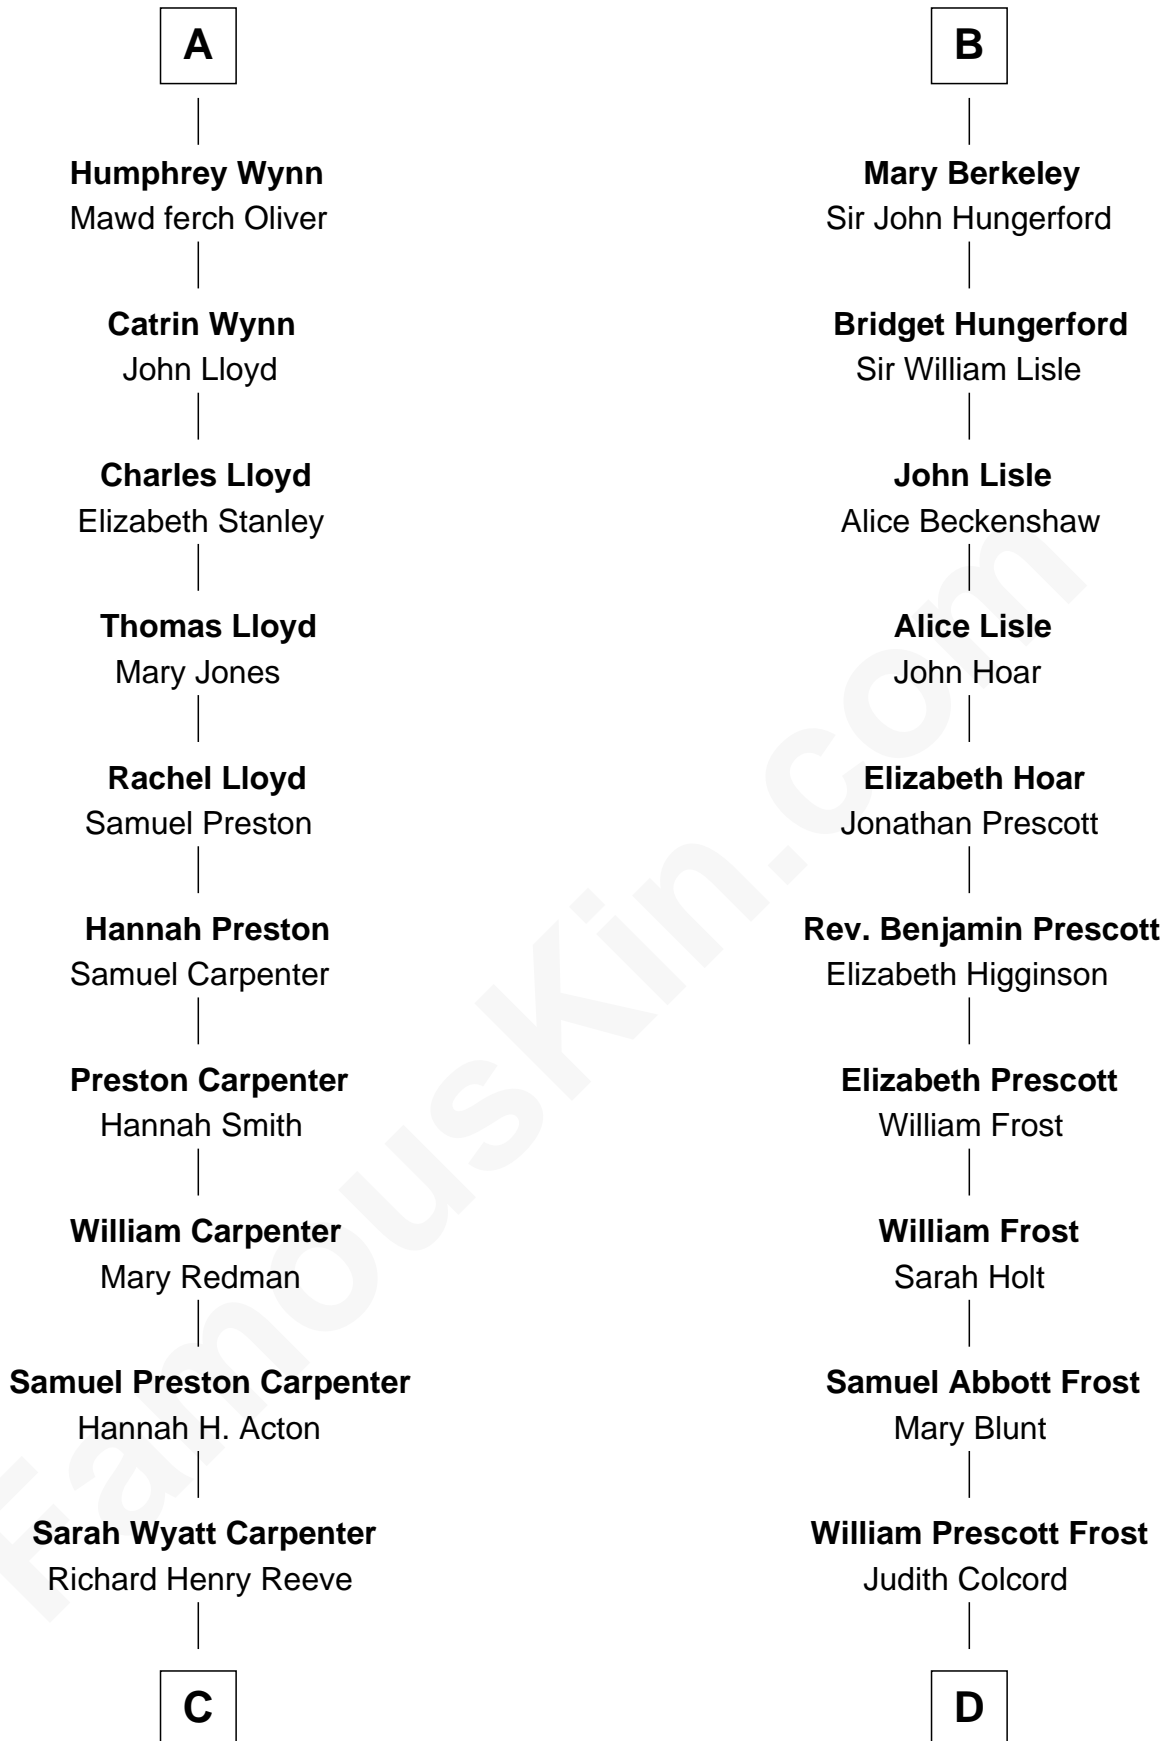 A
Humphrey Wynn
Mawd ferch Oliver
Catrin Wynn
John Lloyd
Charles Lloyd
Elizabeth Stanley
Thomas Lloyd
Mary Jones
Rachel Lloyd
Samuel Preston
Hannah Preston
Samuel Carpenter
Preston Carpenter
Hannah Smith
William Carpenter
Mary Redman
Samuel Preston Carpenter
Hannah H. Acton
Sarah Wyatt Carpenter
Richard Henry Reeve
C
B
Mary Berkeley
Sir John Hungerford
Bridget Hungerford
Sir William Lisle
John Lisle
Alice Beckenshaw
Alice Lisle
John Hoar
Elizabeth Hoar
Jonathan Prescott
Rev. Benjamin Prescott
Elizabeth Higginson
Elizabeth Prescott
William Frost
William Frost
Sarah Holt
Samuel Abbott Frost
Mary Blunt
William Prescott Frost
Judith Colcord
D
FamousKin.com